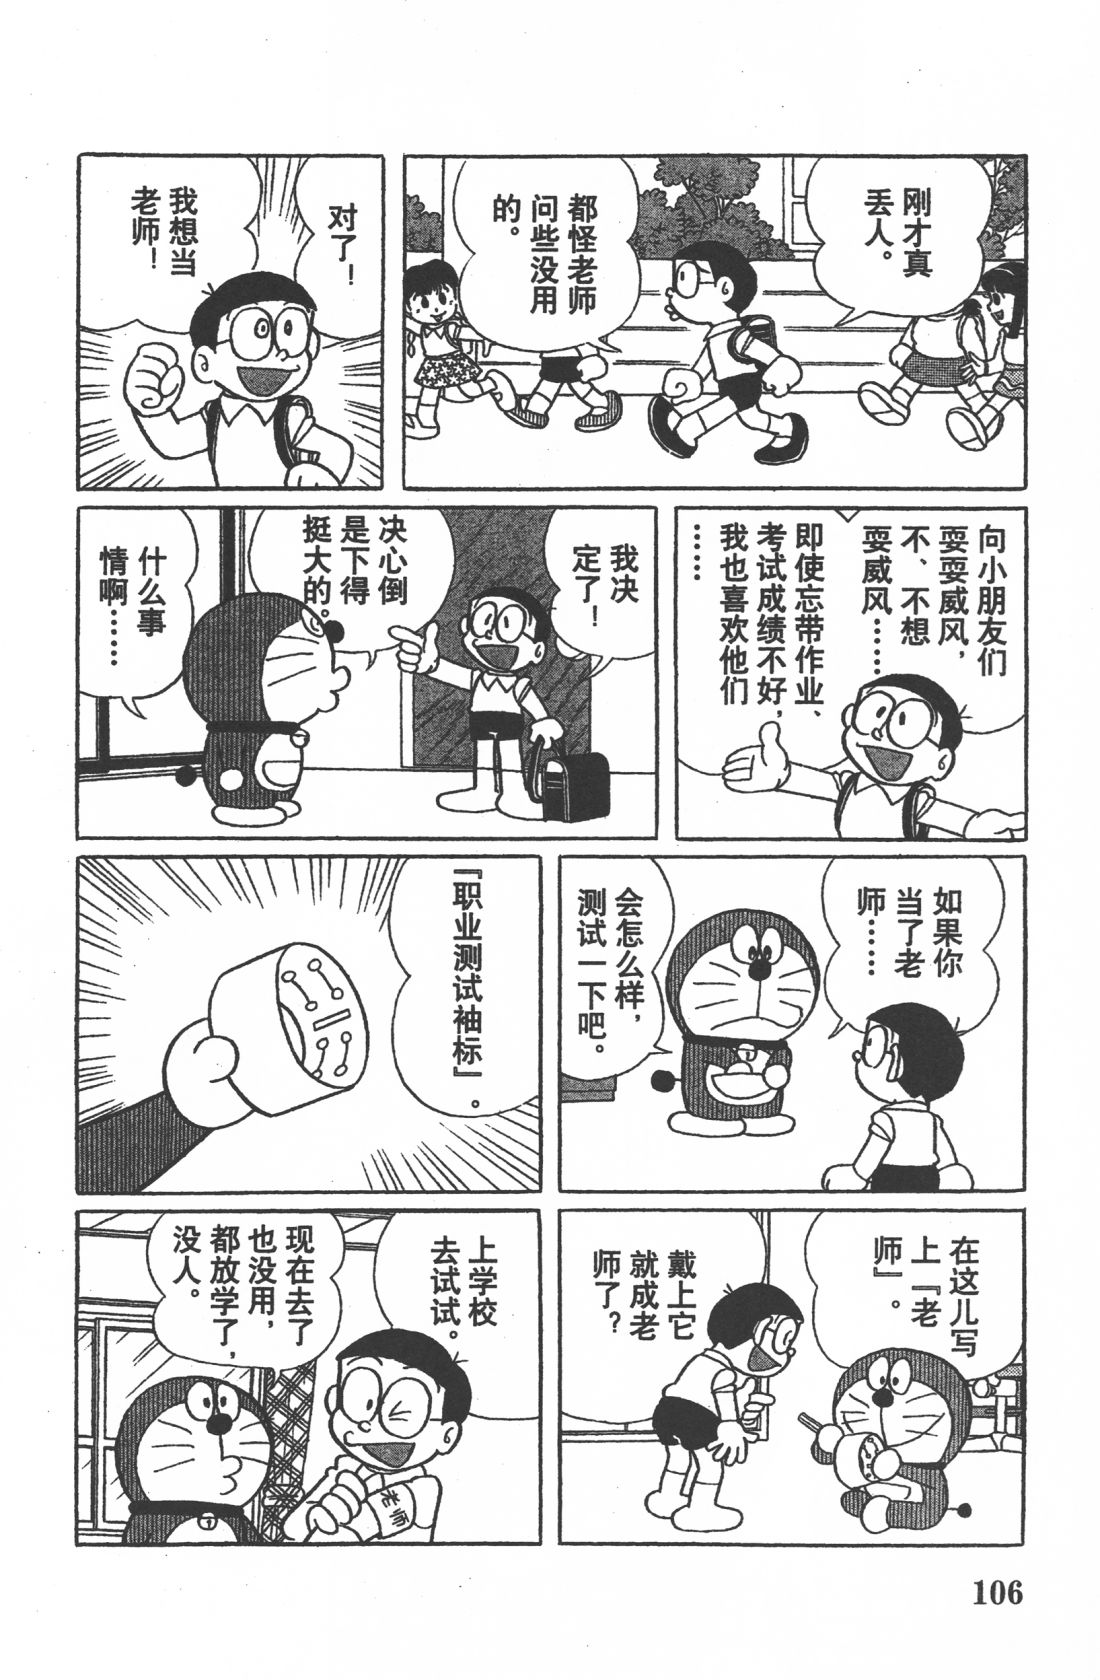 刚才真
丢人。
都怪老师
问些没用
的。
对了！
我想当
老师！
向小朋友们
耍耍威风，
不、不想
耍威风……
即使忘带作业、
考试成绩不好，
我也喜欢他们
……
我决
定了！
决心倒
是下得
挺大的。
什么事
情啊……
如果你
当了老
师……
会怎么样，
测试一下吧。
『职业测试袖标』。
在这儿写
上『老
师』。
戴上它
就成老
师了？
上学校
去试试。
现在去了
也没用，
都放学了，
没人。
老师
106